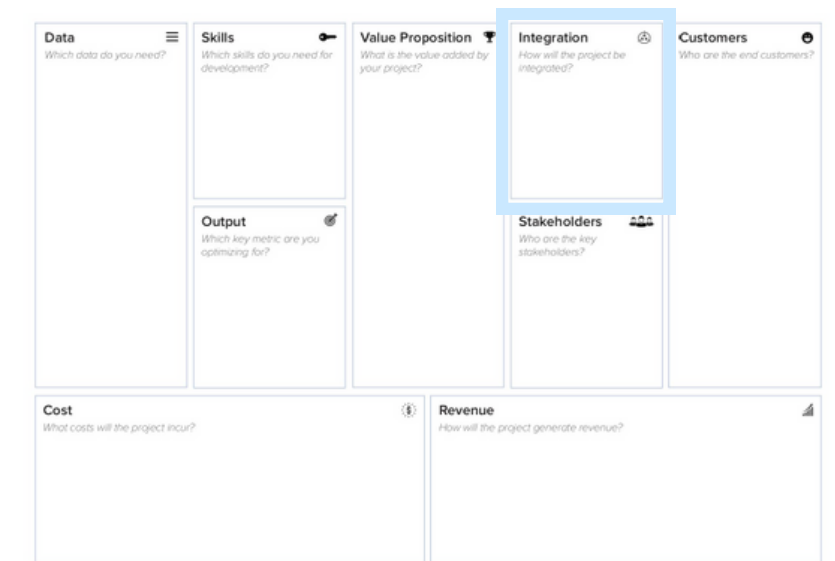 Data
Which data do you need?
Skills
Which skills do you need for
development?
Value Proposition
What is the value added by
your project?
Integration
How will the project be
integrated?
Customers
Who are the end customers?
Output
Which key metric are you
optimizing for?
Stakeholders
Who are the key
stakeholders?
Cost
What costs will the project incur?
Revenue
How will the project generate revenue?